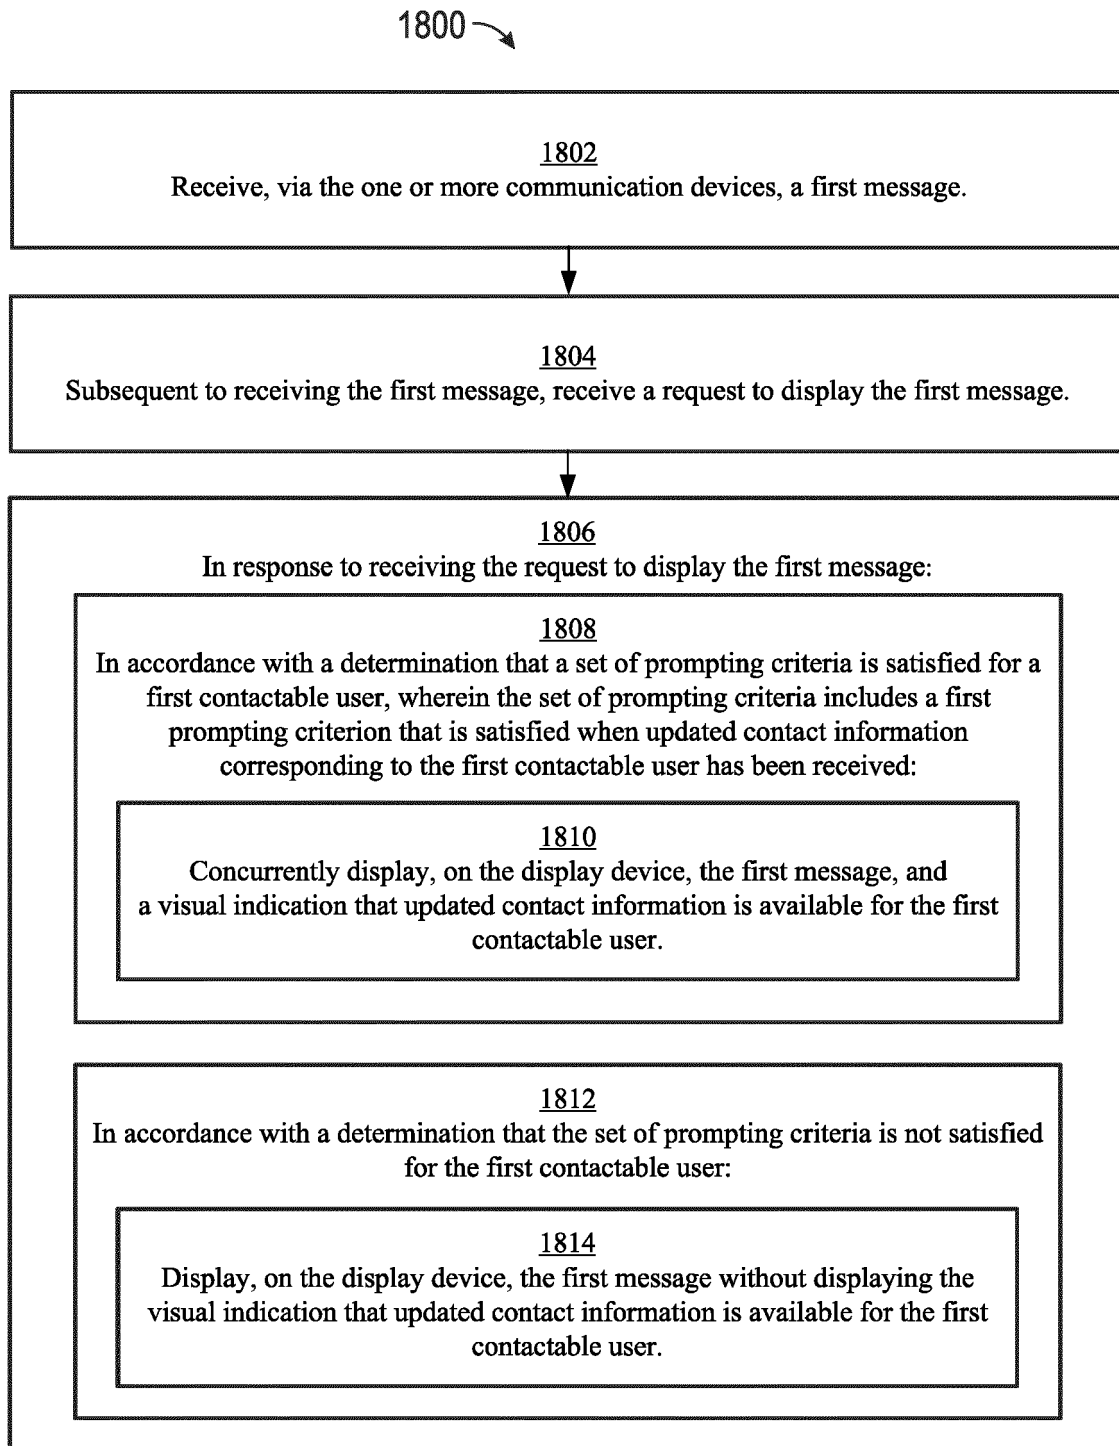 1800
1802
Receive, via the one or more communication devices, a first message.
1804
Subsequent to receiving the first message, receive a request to display the first message.
1806
In response to receiving the request to display the first message:
1808
In accordance with a determination that a set of prompting criteria is satisfied for a
first contactable user, wherein the set of prompting criteria includes a first
prompting criterion that is satisfied when updated contact information
corresponding to the first contactable user has been received:
1810
Concurrently display, on the display device, the first message, and
a visual indication that updated contact information is available for the first
contactable user.
1812
In accordance with a determination that the set of prompting criteria is not satisfied
for the first contactable user:
1814
Display, on the display device, the first message without displaying the
visual indication that updated contact information is available for the first
contactable user.